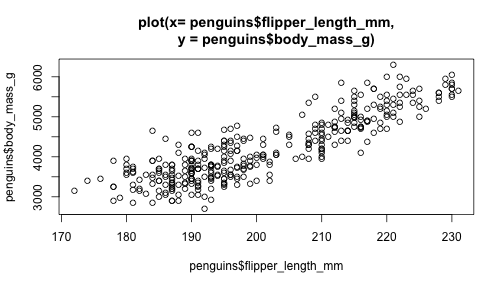 plot(x= penguins$flipper_length_mm,
y = penguins$body_mass_g)
penguins$body_mass_g
6000
5000
4000
3000
170 180 190 200 210 220 230
penguins$flipper_length_mm